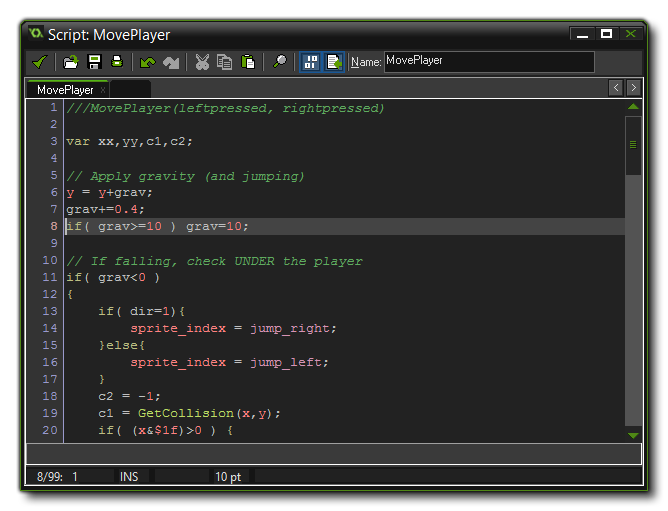 Script: MovePlayer
Name: MovePlayer
MovePlayer
1 ///MovePlayer(leftpressed, rightpressed)
2
3 var xx,yy,c1,c2;
4
5 // Apply gravity (and jumping)
6 y = y+grav;
7 grav+=0.4;
8 if( grav>=10 ) grav=10;
9
10 // If falling, check UNDER the player
11 if( grav<0 )
12 {
13     if( dir=1){
14         sprite_index = jump_right;
15     }else{
16         sprite_index = jump_left;
17     }
18     c2 = -1;
19     c1 = GetCollision(x,y);
20     if( (x&$1f)>0 ) {
8/99: 1 INS 10 pt